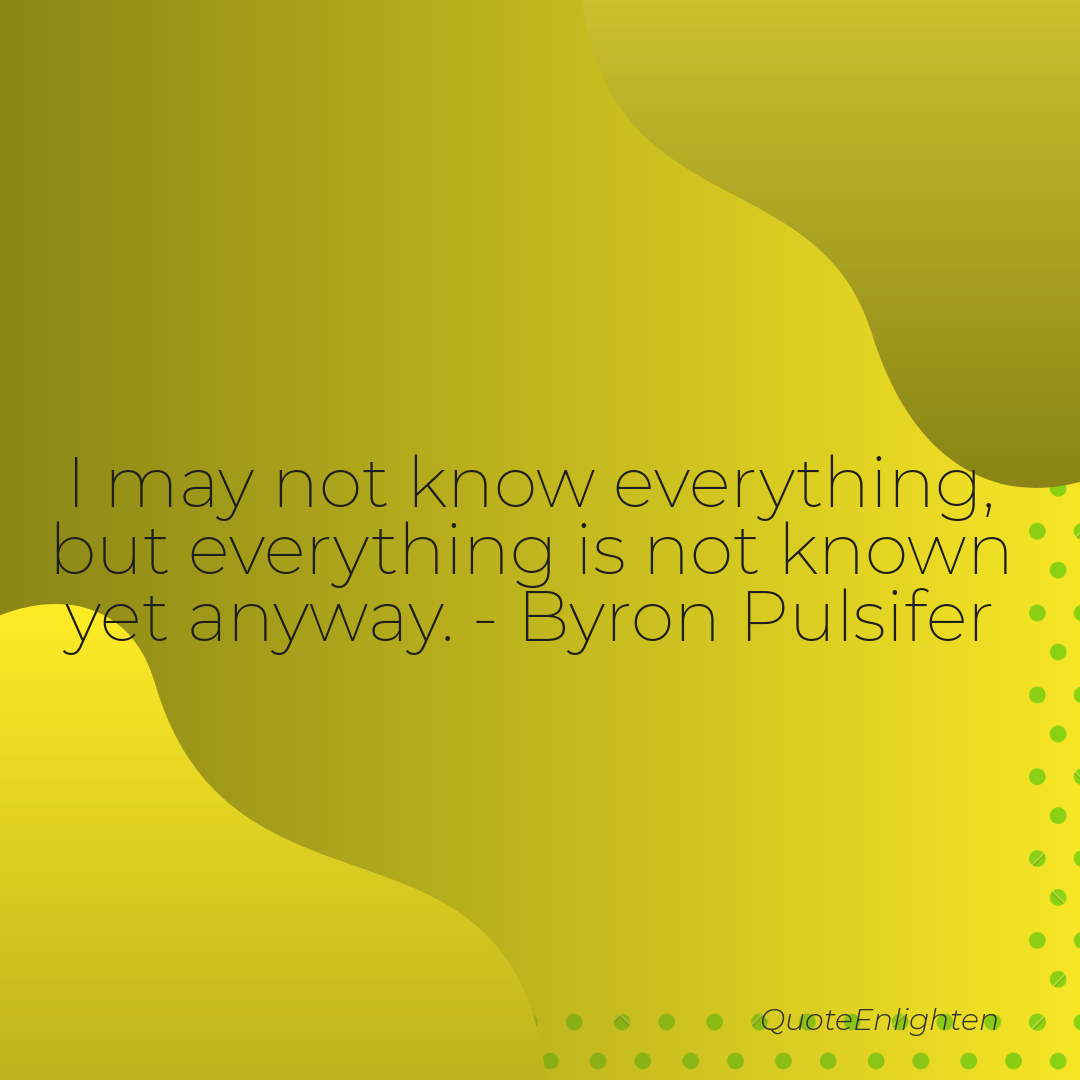 I may not know everything,
but everything is not known
yet anyway. - Byron Pulsifer
QuoteEnlighten